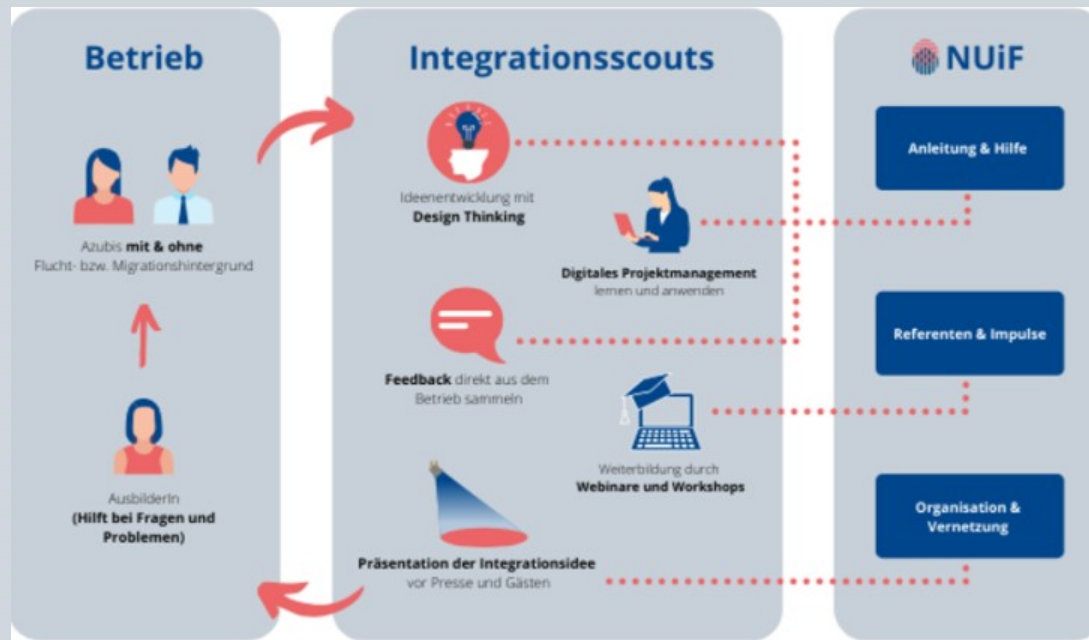 Betrieb
Azubis mit & ohne
Flucht- bzw. Migrationshintergrund
AusbilderIn
(Hilft bei Fragen und
Problemen)
Integrationsscouts
Ideenentwicklung mit
Design Thinking
Digitales Projektmanagement
lernen und anwenden
Feedback direkt aus dem
Betrieb sammeln
Weiterbildung durch
Webinare und Workshops
Präsentation der Integrationsidee
vor Presse und Gästen
NUiF
Anleitung & Hilfe
Referenten & Impulse
Organisation &
Vernetzung